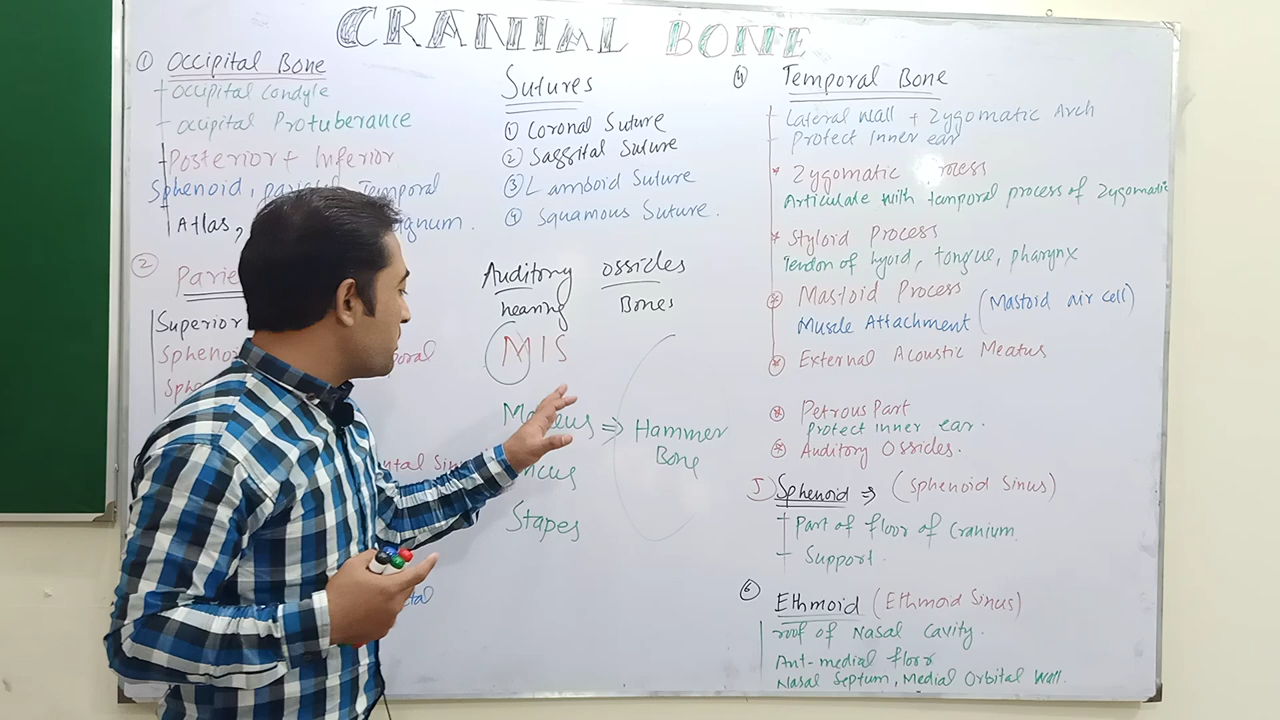 CRANIAL BONE
① Occipital Bone
Occipital Condyle
Occipital Protuberance
Posterior + Inferior
Sphenoid, Temporal
Atlas,
②
Superior
Sutures
① Coronal Suture
② Saggital Suture
③ Lamboid Suture
④ Squamous Suture.
Auditory ossicles
hearing Bones
MIS
⇒ Hammer
Bone
Stapes
④ Temporal Bone
Lateral wall + Zygomatic Arch
Protect Inner ear
* Zygomatic Process
Articulate with temporal process of Zygomatic
* Styloid Process
Tendon of hyoid, tongue, pharynx
* Mastoid Process (Mastoid air cell)
Muscle Attachment
* External Acoustic Meatus
* Petrous Part
Protect inner ear.
* Auditory Ossicles.
5) Sphenoid ⇒ (Sphenoid Sinus)
Part of floor of Cranium.
Support.
⑥ Ethmoid (Ethmoid Sinus)
roof of Nasal Cavity.
Ant-medial floor
Nasal Septum, Medial Orbital Wall.